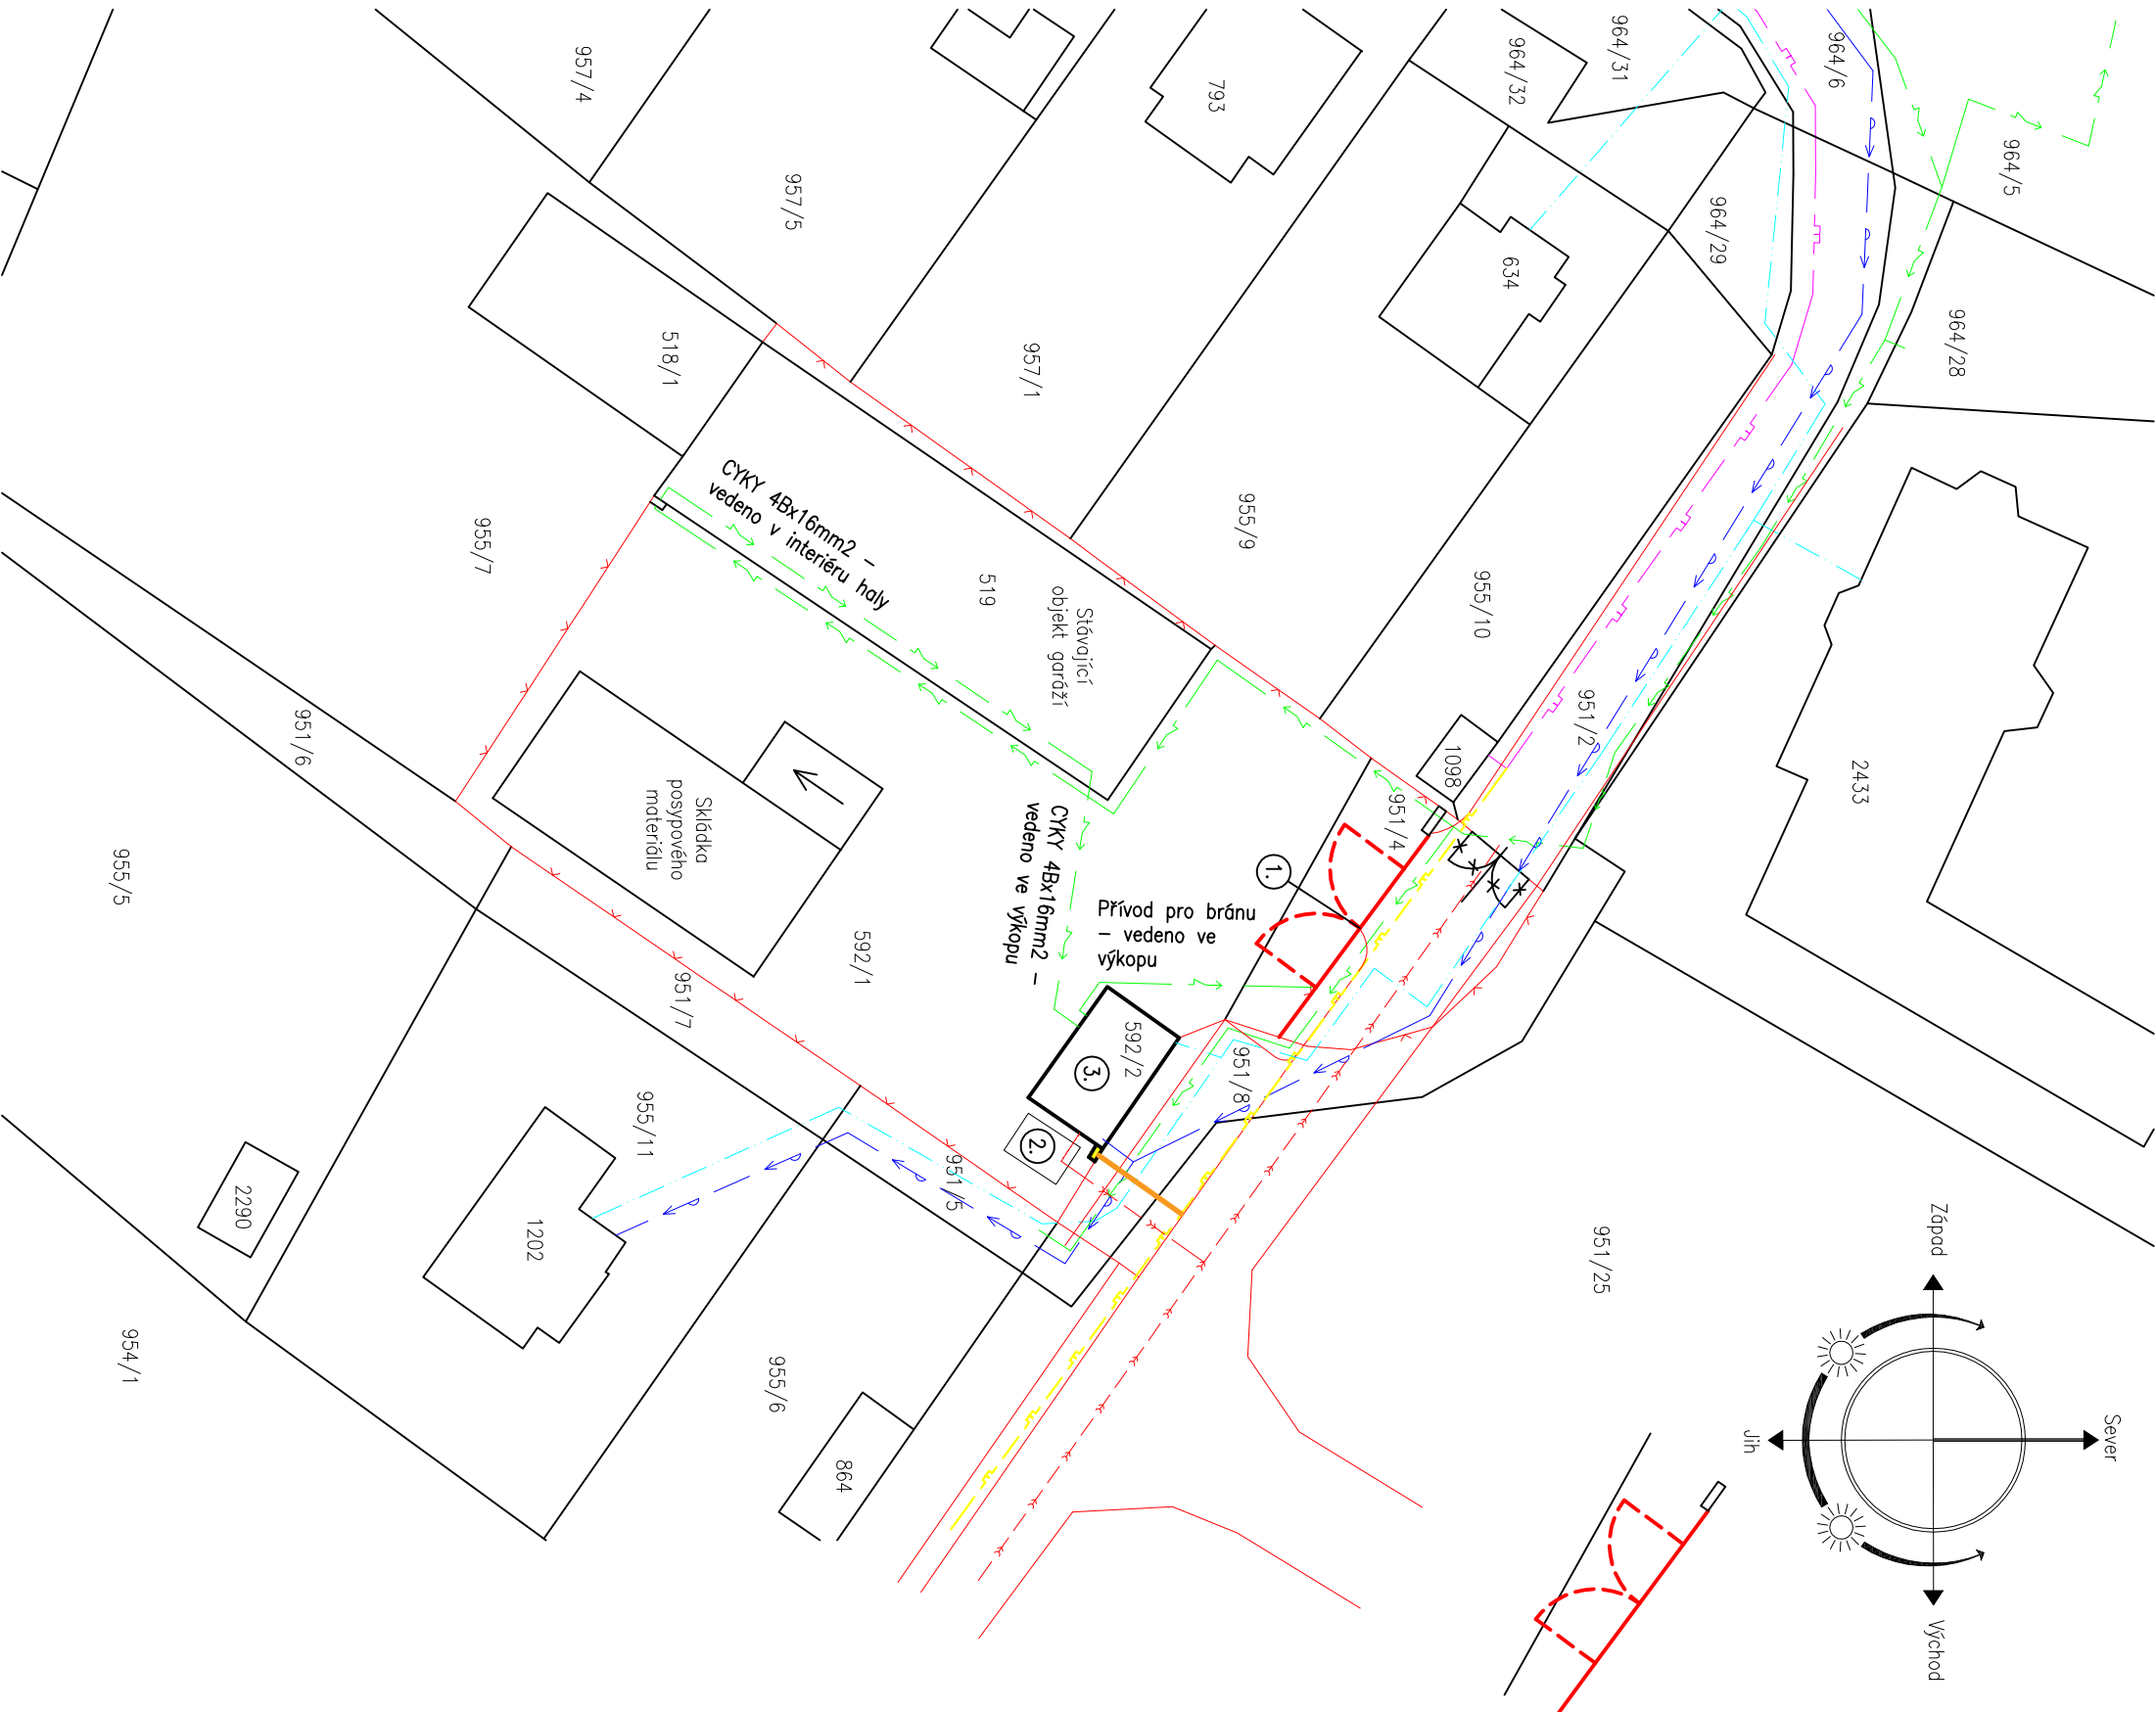 964/31
964/6
964/32
957/4
793
964/5
957/5
964/29
634
964/28
518/1
957/1
CYKY 4Bx16mm2 –
vedeno v interiéru haly
955/9
955/7
519
Stávající
objekt garáží
955/10
951/2
951/6
1098
2433
Skládka
posypového
materiálu
951/4
CYKY 4Bx16mm2 –
vedeno ve výkopu
1.
955/5
Přívod pro bránu
– vedeno ve
výkopu
592/1
951/7
592/2
3.
951/8
955/11
2.
951/5
2290
1202
951/25
954/1
955/6
864
Západ
Sever
Jih
Východ